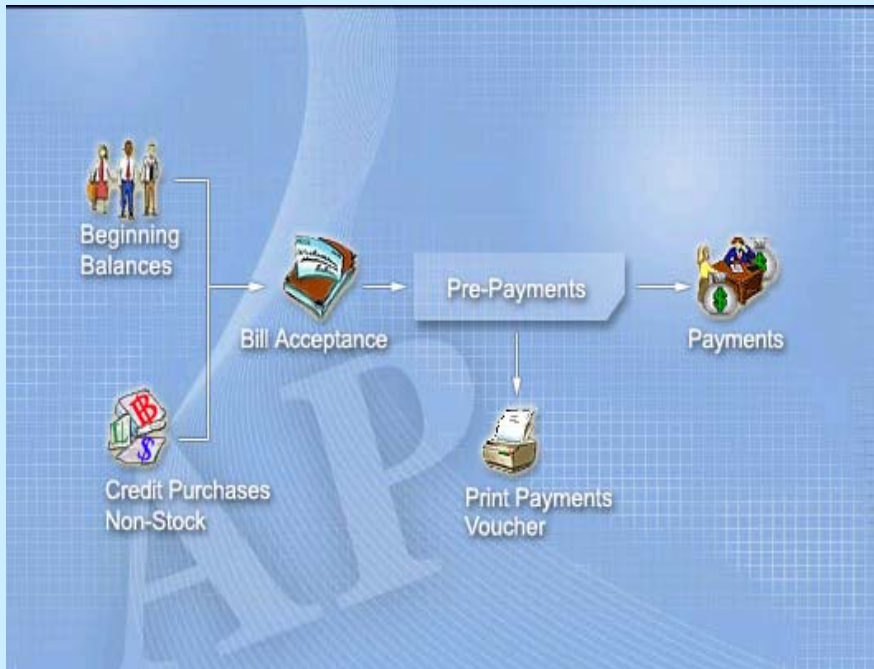 Beginning
Balances
Bill Acceptance
Pre-Payments
Payments
Credit Purchases
Non-Stock
Print Payments
Voucher
AP